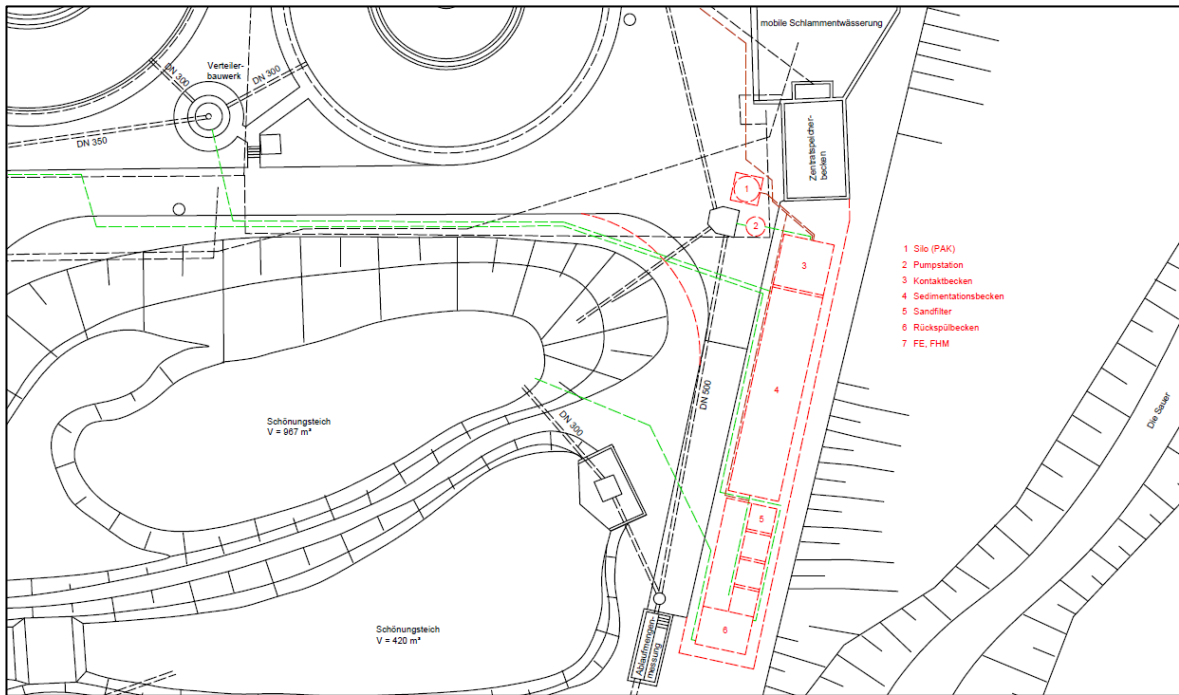 mobile Schlammentwässerung
Verteiler-
bauwerk
DN 300
DN 300
DN 350
Zentratspeicher-
becken
1
2
3
1 Silo (PAK)
2 Pumpstation
3 Kontaktbecken
4 Sedimentationsbecken
5 Sandfilter
6 Rückspülbecken
7 FE, FHM
4
DN 500
Die Sauer
DN 300
Schönungsteich
V = 967 m³
5
Schönungsteich
V = 420 m³
6
Ablaufmengen-
messung